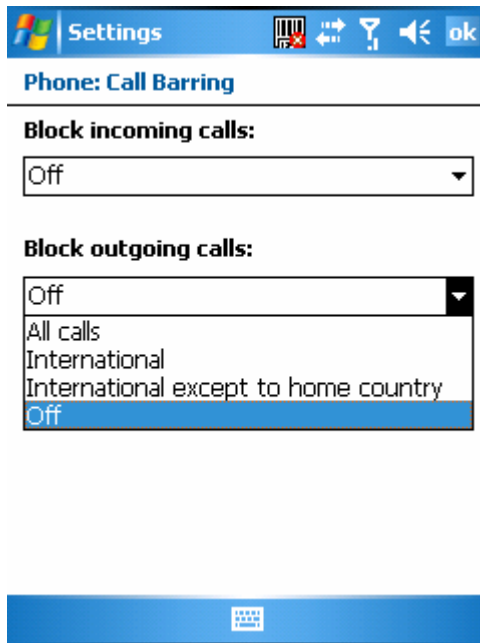 Settings
ok
Phone: Call Barring
Block incoming calls:
Off
Block outgoing calls:
Off
All calls
International
International except to home country
Off